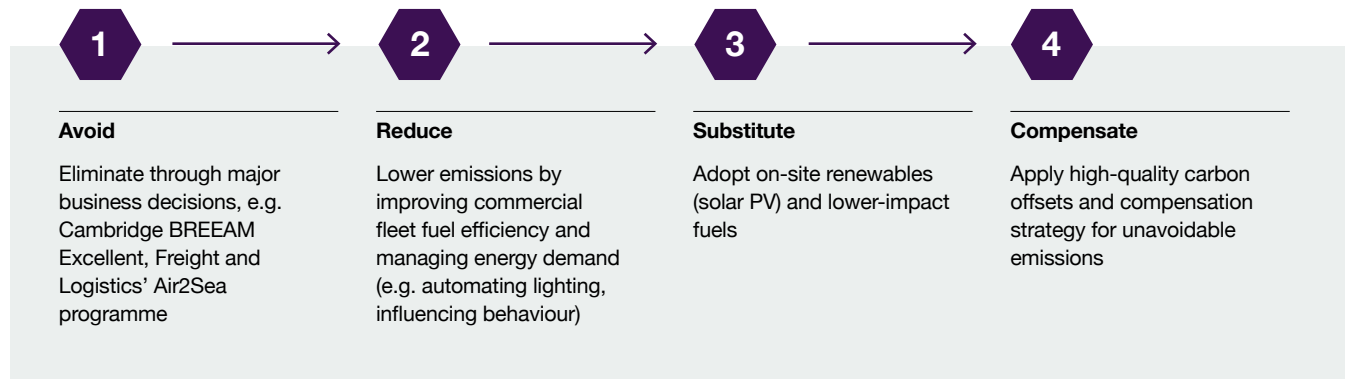 1
2
3
4
Avoid
Eliminate through major
business decisions, e.g.
Cambridge BREEAM
Excellent, Freight and
Logistics’ Air2Sea
programme
Reduce
Lower emissions by
improving commercial
fleet fuel efficiency and
managing energy demand
(e.g. automating lighting,
influencing behaviour)
Substitute
Adopt on-site renewables
(solar PV) and lower-impact
fuels
Compensate
Apply high-quality carbon
offsets and compensation
strategy for unavoidable
emissions